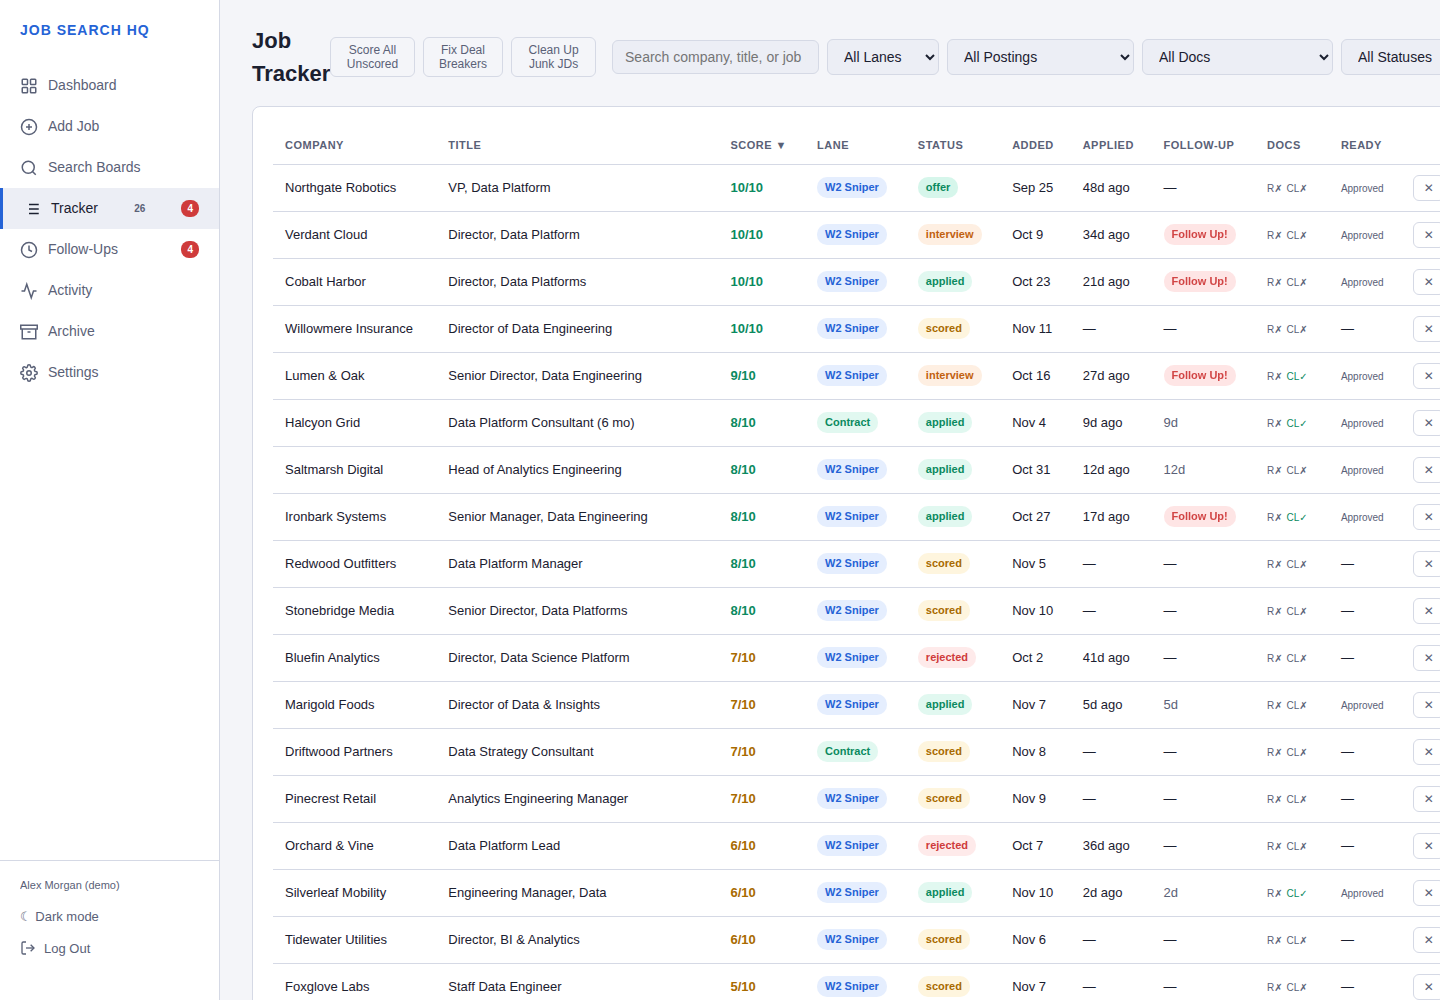 JOB SEARCH HQ
Dashboard
Add Job
Search Boards
Tracker 26 4
Follow-Ups 4
Activity
Archive
Settings
Alex Morgan (demo)
☾ Dark mode
Log Out
Job Tracker
Score All Unscored
Fix Deal Breakers
Clean Up Junk JDs
Search company, title, or job
All Lanes
All Postings
All Docs
All Statuses
COMPANY TITLE SCORE ▼ LANE STATUS ADDED APPLIED FOLLOW-UP DOCS READY
Northgate Robotics VP, Data Platform 10/10 W2 Sniper offer Sep 25 48d ago — R✗ CL✗ Approved ✕
Verdant Cloud Director, Data Platform 10/10 W2 Sniper interview Oct 9 34d ago Follow Up! R✗ CL✗ Approved ✕
Cobalt Harbor Director, Data Platforms 10/10 W2 Sniper applied Oct 23 21d ago Follow Up! R✗ CL✗ Approved ✕
Willowmere Insurance Director of Data Engineering 10/10 W2 Sniper scored Nov 11 — — R✗ CL✗ — ✕
Lumen & Oak Senior Director, Data Engineering 9/10 W2 Sniper interview Oct 16 27d ago Follow Up! R✗ CL✓ Approved ✕
Halcyon Grid Data Platform Consultant (6 mo) 8/10 Contract applied Nov 4 9d ago 9d R✗ CL✓ Approved ✕
Saltmarsh Digital Head of Analytics Engineering 8/10 W2 Sniper applied Oct 31 12d ago 12d R✗ CL✗ Approved ✕
Ironbark Systems Senior Manager, Data Engineering 8/10 W2 Sniper applied Oct 27 17d ago Follow Up! R✗ CL✓ Approved ✕
Redwood Outfitters Data Platform Manager 8/10 W2 Sniper scored Nov 5 — — R✗ CL✗ — ✕
Stonebridge Media Senior Director, Data Platforms 8/10 W2 Sniper scored Nov 10 — — R✗ CL✗ — ✕
Bluefin Analytics Director, Data Science Platform 7/10 W2 Sniper rejected Oct 2 41d ago — R✗ CL✗ — ✕
Marigold Foods Director of Data & Insights 7/10 W2 Sniper applied Nov 7 5d ago 5d R✗ CL✗ Approved ✕
Driftwood Partners Data Strategy Consultant 7/10 Contract scored Nov 8 — — R✗ CL✗ — ✕
Pinecrest Retail Analytics Engineering Manager 7/10 W2 Sniper scored Nov 9 — — R✗ CL✗ — ✕
Orchard & Vine Data Platform Lead 6/10 W2 Sniper rejected Oct 7 36d ago — R✗ CL✗ — ✕
Silverleaf Mobility Engineering Manager, Data 6/10 W2 Sniper applied Nov 10 2d ago 2d R✗ CL✓ Approved ✕
Tidewater Utilities Director, BI & Analytics 6/10 W2 Sniper scored Nov 6 — — R✗ CL✗ — ✕
Foxglove Labs Staff Data Engineer 5/10 W2 Sniper scored Nov 7 — — R✗ CL✗ — ✕